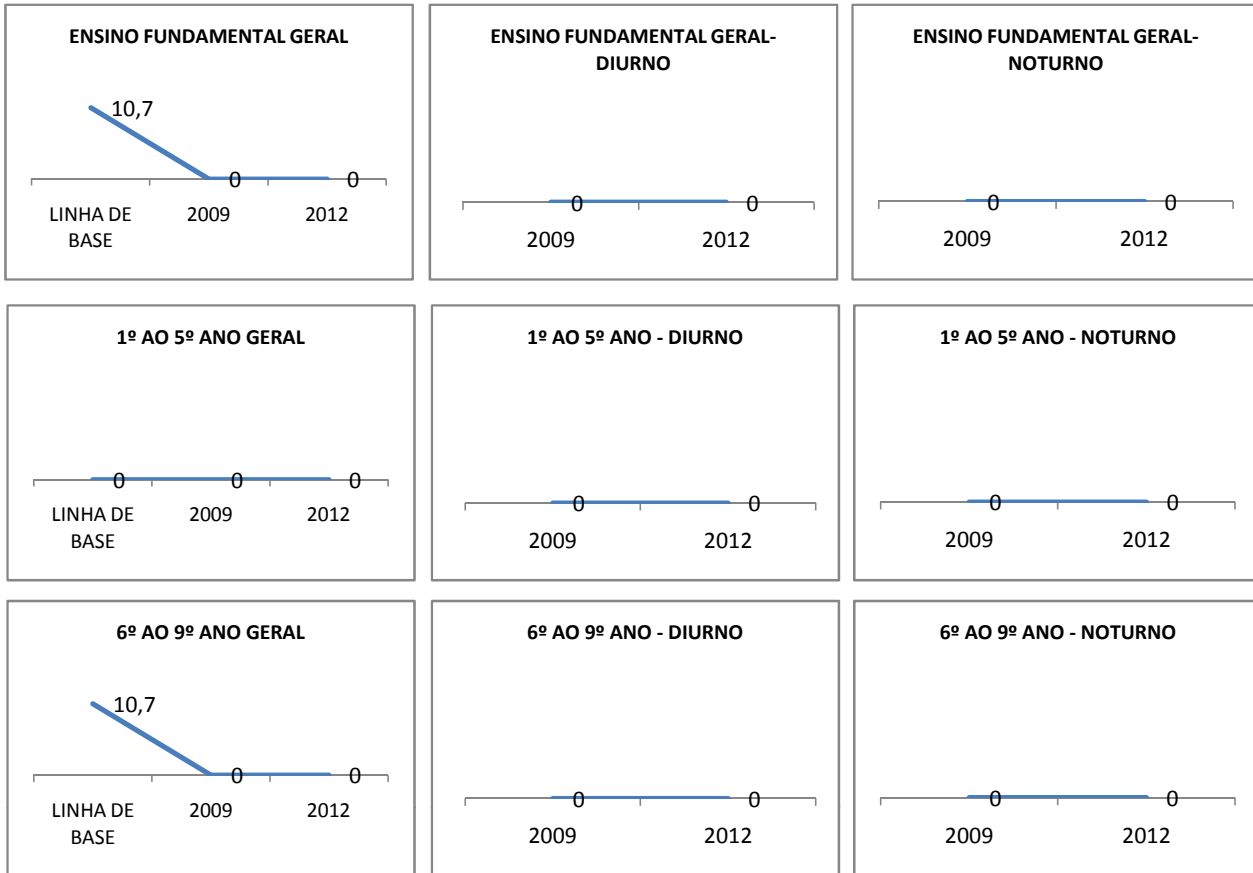 ENSINO FUNDAMENTAL GERAL
10,7
0
0
LINHA DE
BASE
2009
2012
ENSINO FUNDAMENTAL GERAL-
DIURNO
0
0
2009
2012
ENSINO FUNDAMENTAL GERAL-
NOTURNO
0
0
2009
2012
1º AO 5º ANO GERAL
0
0
0
LINHA DE
BASE
2009
2012
1º AO 5º ANO - DIURNO
0
0
2009
2012
1º AO 5º ANO - NOTURNO
0
0
2009
2012
6º AO 9º ANO GERAL
10,7
0
0
LINHA DE
BASE
2009
2012
6º AO 9º ANO - DIURNO
0
0
2009
2012
6º AO 9º ANO - NOTURNO
0
0
2009
2012